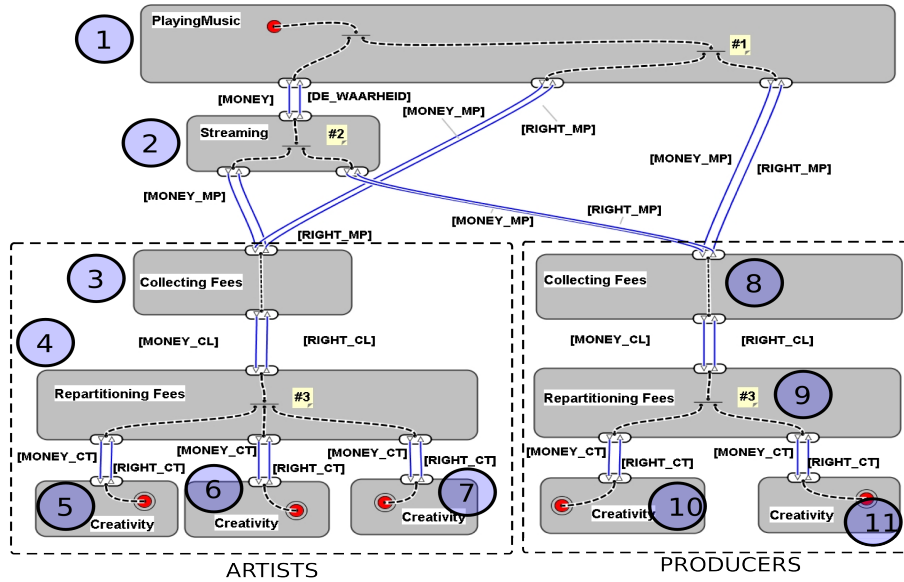 PlayingMusic
1
#1
[MONEY]
[DE_WAARHEID]
[MONEY_MP]
[RIGHT_MP]
Streaming
#2
2
[MONEY_MP]
[RIGHT_MP]
[MONEY_MP]
[MONEY_MP]
[RIGHT_MP]
[RIGHT_MP]
3
Collecting Fees
Collecting Fees
8
[MONEY_CL]
[RIGHT_CL]
[MONEY_CL]
[RIGHT_CL]
4
Repartitioning Fees
#3
Repartitioning Fees
#3
9
[MONEY_CT]
[RIGHT_CT]
[MONEY_CT]
[RIGHT_CT]
[MONEY_CT]
[RIGHT_CT]
[MONEY_CT]
[RIGHT_CT]
[MONEY_CT]
[RIGHT_CT]
5
Creativity
6
Creativity
7
Creativity
10
Creativity
11
Creativity
ARTISTS
PRODUCERS